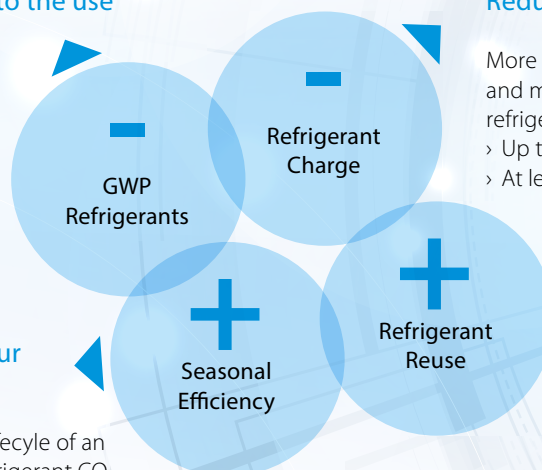 to the use
Redu
More
and m
refrige
› Up t
› At le
-
Refrigerant
Charge
-
GWP
Refrigerants
+
Refrigerant
Reuse
+
Seasonal
Efficiency
ur
ecyle of an